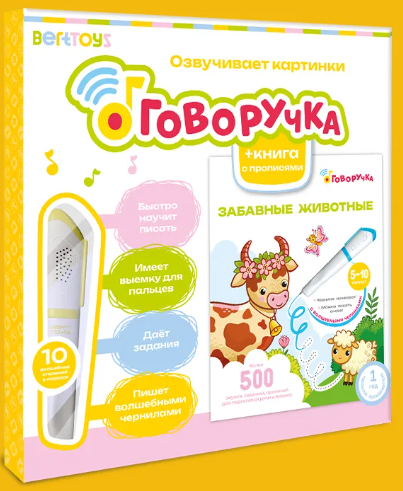 BertToys
Озвучивает картинки
ГОВОРУЧКА
+книга
с прописями
ГОВОРУЧКА
ЗАБАВНЫЕ ЖИВОТНЫЕ
Быстро
научит
писать
Имеет
выемку для
пальцев
Даёт
задания
Пишет
волшебными
чернилами
10
5-10
500
1
год